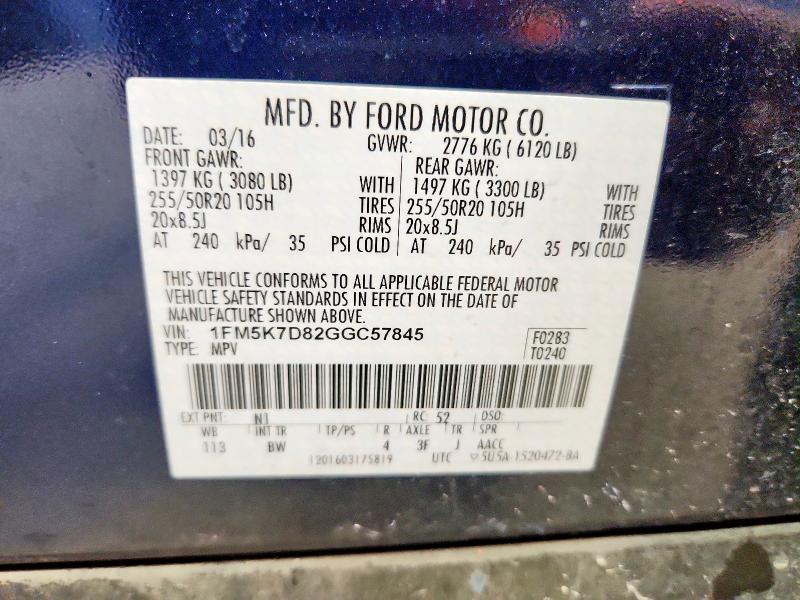 MFD. BY FORD MOTOR CO.
DATE: 03/16 GVWR: 2776 KG ( 6120 LB)
FRONT GAWR: REAR GAWR:
1397 KG ( 3080 LB) WITH 1497 KG ( 3300 LB) WITH
255/50R20 105H TIRES 255/50R20 105H TIRES
20x8.5J RIMS 20x8.5J RIMS
AT 240 kPa/ 35 PSI COLD AT 240 kPa/ 35 PSI COLD
THIS VEHICLE CONFORMS TO ALL APPLICABLE FEDERAL MOTOR
VEHICLE SAFETY STANDARDS IN EFFECT ON THE DATE OF
MANUFACTURE SHOWN ABOVE.
VIN: 1FM5K7D82GGC57845 F0283
TYPE: MPV T0240
EXT PNT: N1 RC: 52 DSO:
WB INT TR TP/PS R AXLE TR SPR
113 BW 4 3F J AACC
1201603175819 UTC 5U5A-1520472-BA